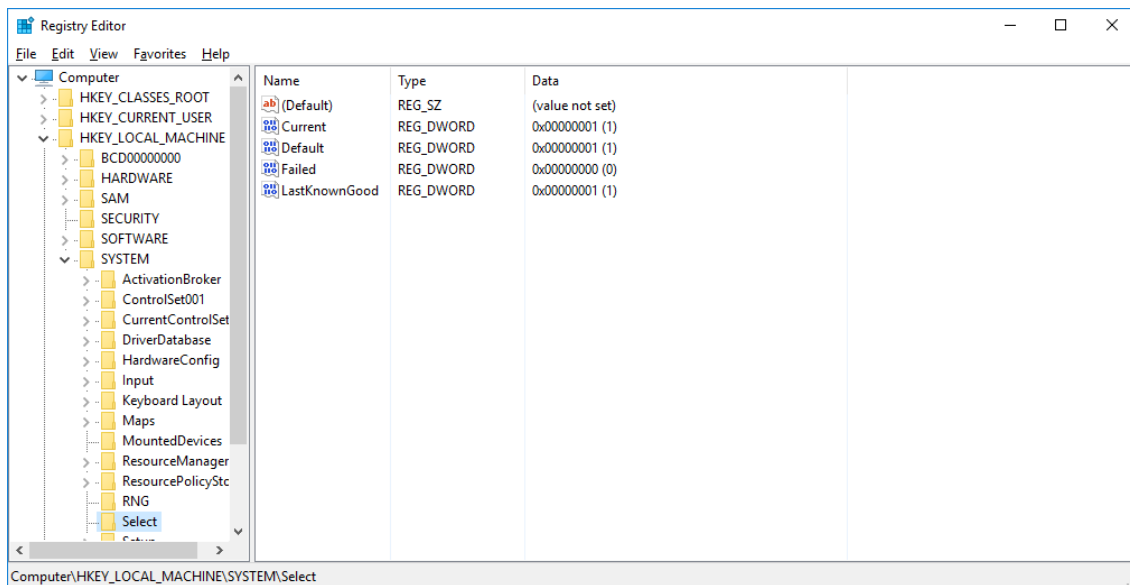 Registry Editor
File Edit View Favorites Help
Computer
HKEY_CLASSES_ROOT
HKEY_CURRENT_USER
HKEY_LOCAL_MACHINE
BCD00000000
HARDWARE
SAM
SECURITY
SOFTWARE
SYSTEM
ActivationBroker
ControlSet001
CurrentControlSet
DriverDatabase
HardwareConfig
Input
Keyboard Layout
Maps
MountedDevices
ResourceManager
ResourcePolicySto
RNG
Select
Name Type Data
(Default) REG_SZ (value not set)
Current REG_DWORD 0x00000001 (1)
Default REG_DWORD 0x00000001 (1)
Failed REG_DWORD 0x00000000 (0)
LastKnownGood REG_DWORD 0x00000001 (1)
Computer\HKEY_LOCAL_MACHINE\SYSTEM\Select